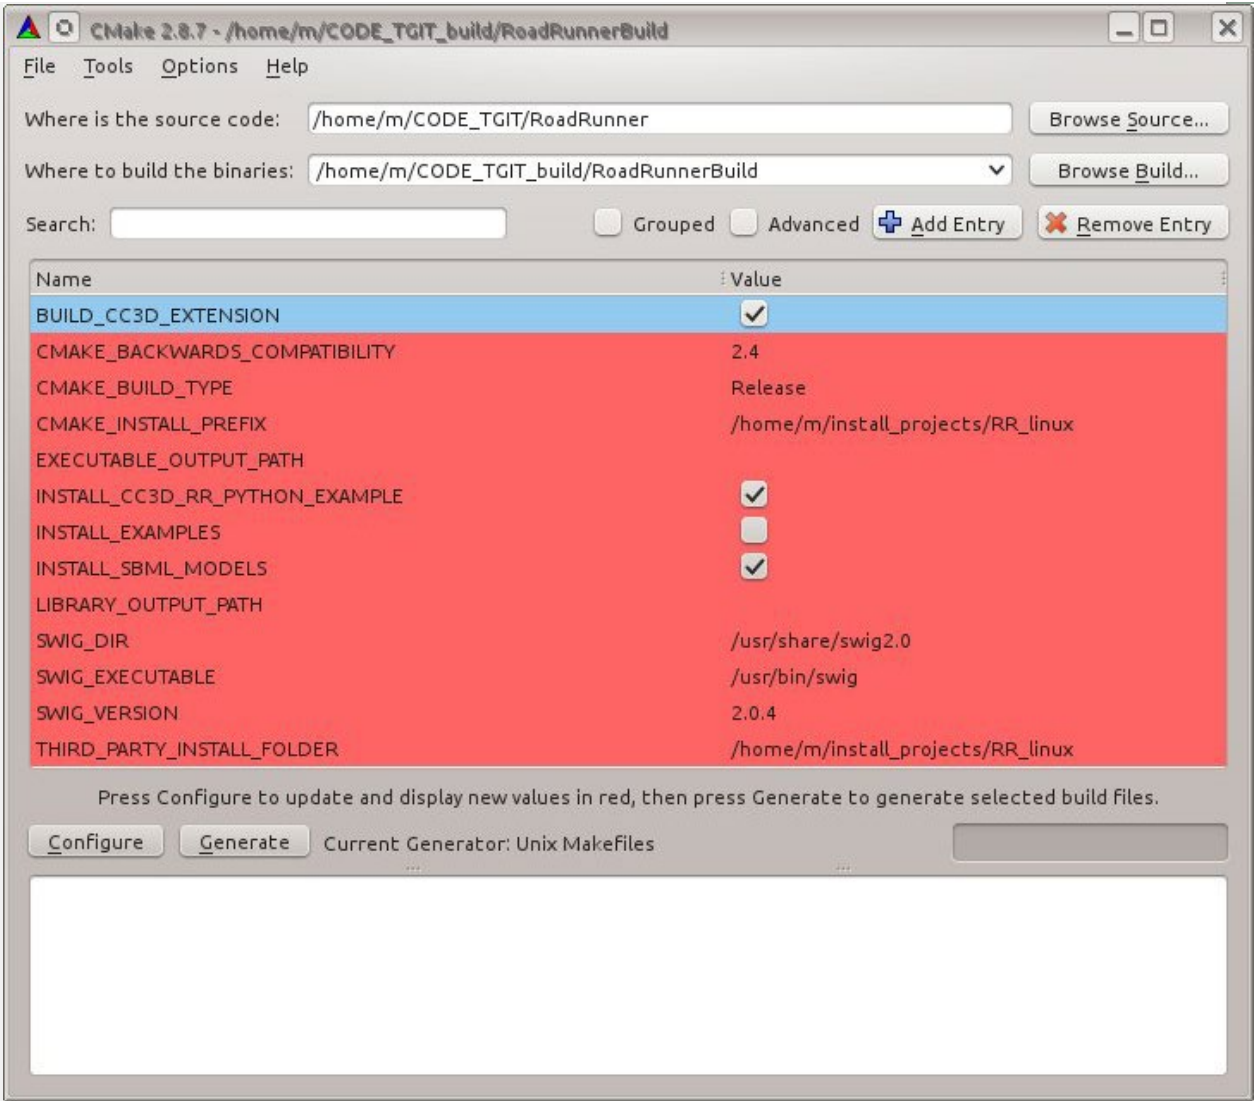 CMake 2.8.7 - /home/m/CODE_TGIT_build/RoadRunnerBuild
File Tools Options Help
Where is the source code: /home/m/CODE_TGIT/RoadRunner Browse Source...
Where to build the binaries: /home/m/CODE_TGIT_build/RoadRunnerBuild Browse Build...
Search: Grouped Advanced Add Entry Remove Entry
Name Value
BUILD_CC3D_EXTENSION
CMAKE_BACKWARDS_COMPATIBILITY 2.4
CMAKE_BUILD_TYPE Release
CMAKE_INSTALL_PREFIX /home/m/install_projects/RR_linux
EXECUTABLE_OUTPUT_PATH
INSTALL_CC3D_RR_PYTHON_EXAMPLE
INSTALL_EXAMPLES
INSTALL_SBML_MODELS
LIBRARY_OUTPUT_PATH
SWIG_DIR /usr/share/swig2.0
SWIG_EXECUTABLE /usr/bin/swig
SWIG_VERSION 2.0.4
THIRD_PARTY_INSTALL_FOLDER /home/m/install_projects/RR_linux
Press Configure to update and display new values in red, then press Generate to generate selected build files.
Configure Generate Current Generator: Unix Makefiles